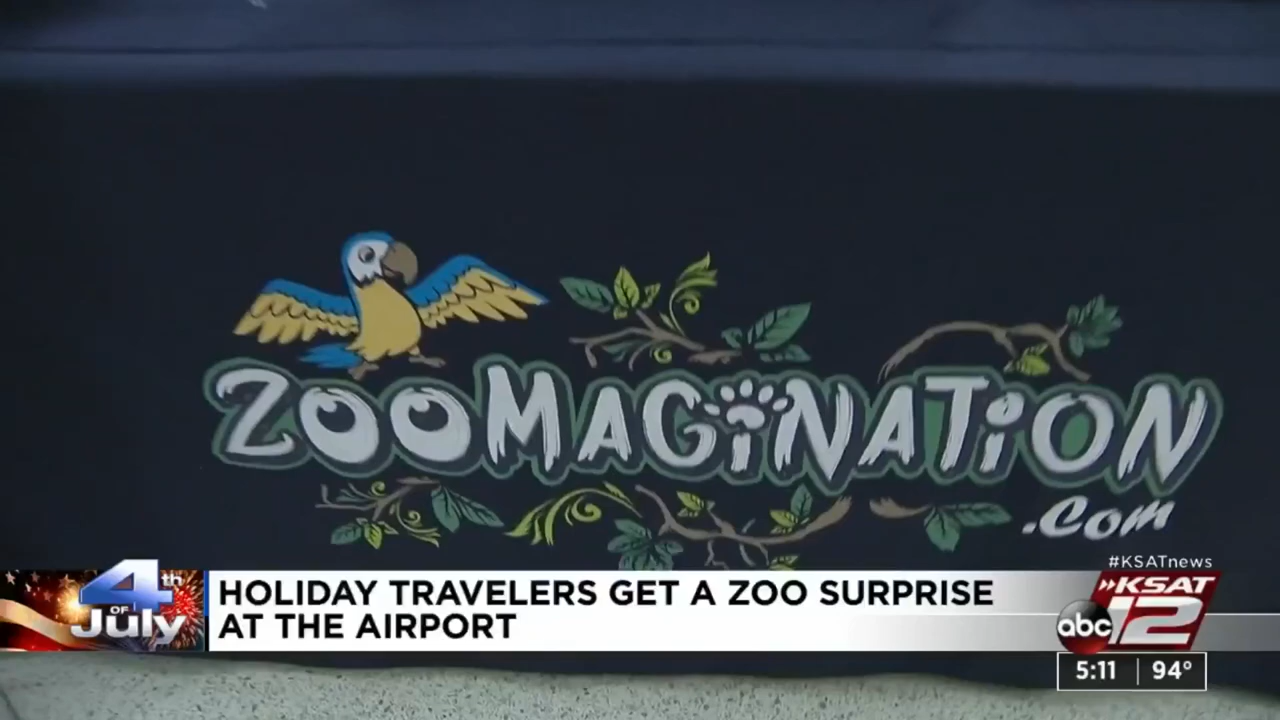 ZOOMAGiNATiON
.Com
#KSATnews
4th
OF
July
HOLIDAY TRAVELERS GET A ZOO SURPRISE
AT THE AIRPORT
KSAT
abc 12
5:11 94°